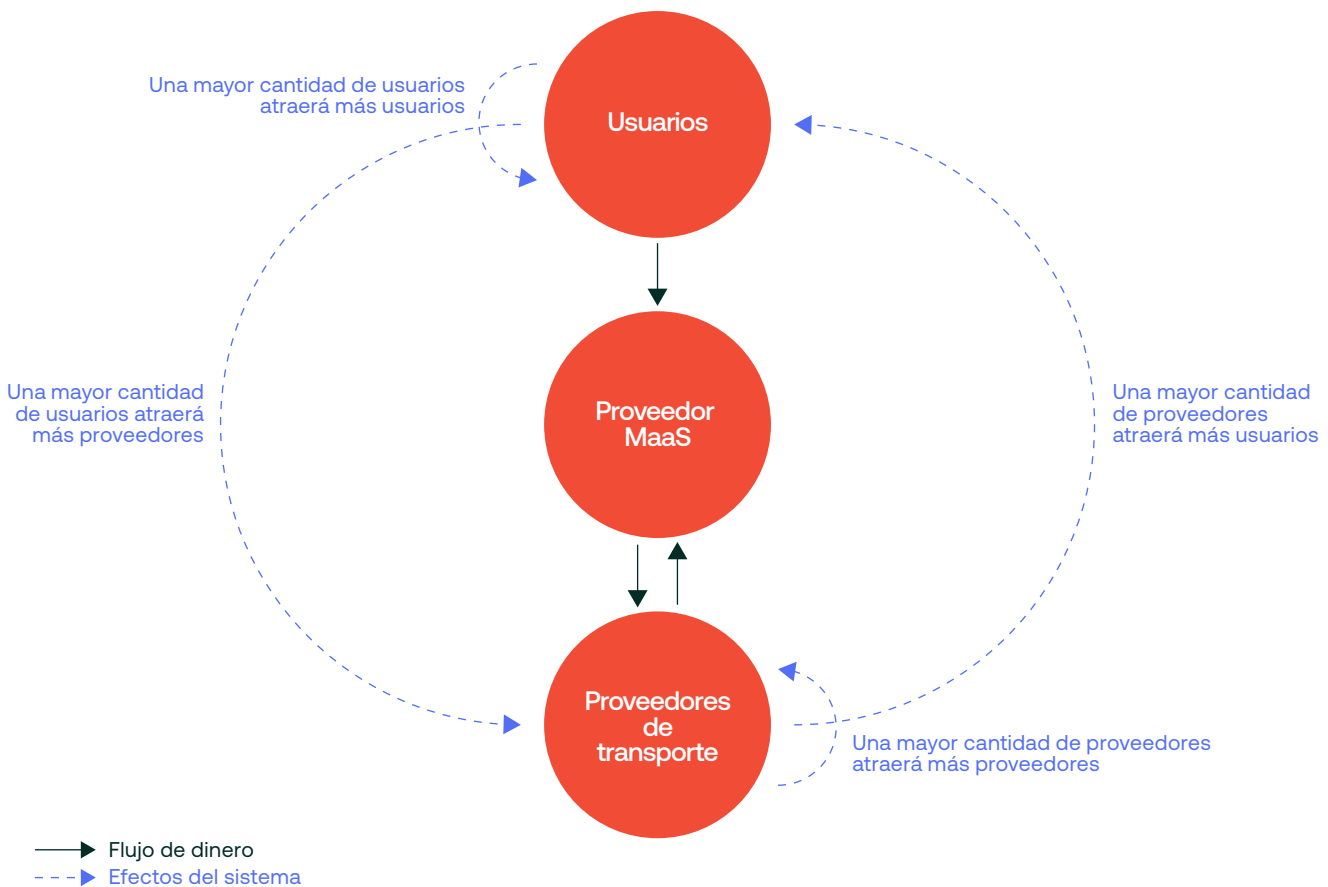 Una mayor cantidad de usuarios
atraerá más usuarios
Usuarios
Una mayor cantidad
de usuarios atraerá
más proveedores
Proveedor
MaaS
Una mayor cantidad
de proveedores
atraerá más usuarios
Proveedores
de
transporte
Una mayor cantidad de proveedores
atraerá más proveedores
Flujo de dinero
Efectos del sistema